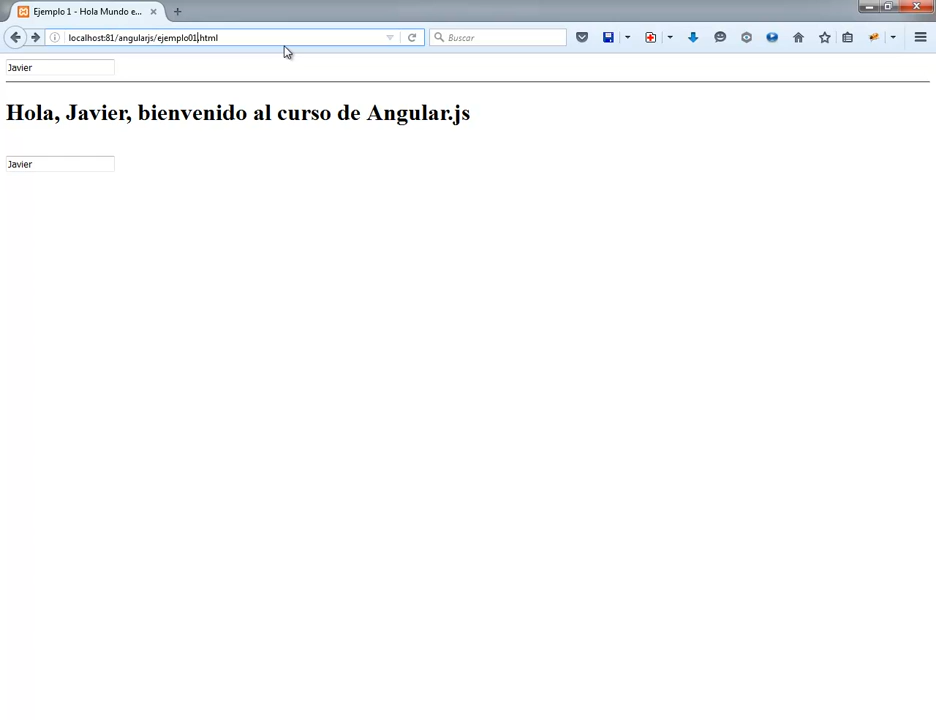 Ejemplo 1 - Hola Mundo e...
localhost:81/angularjs/ejemplo01.html
Buscar
Javier
Hola, Javier, bienvenido al curso de Angular.js
Javier